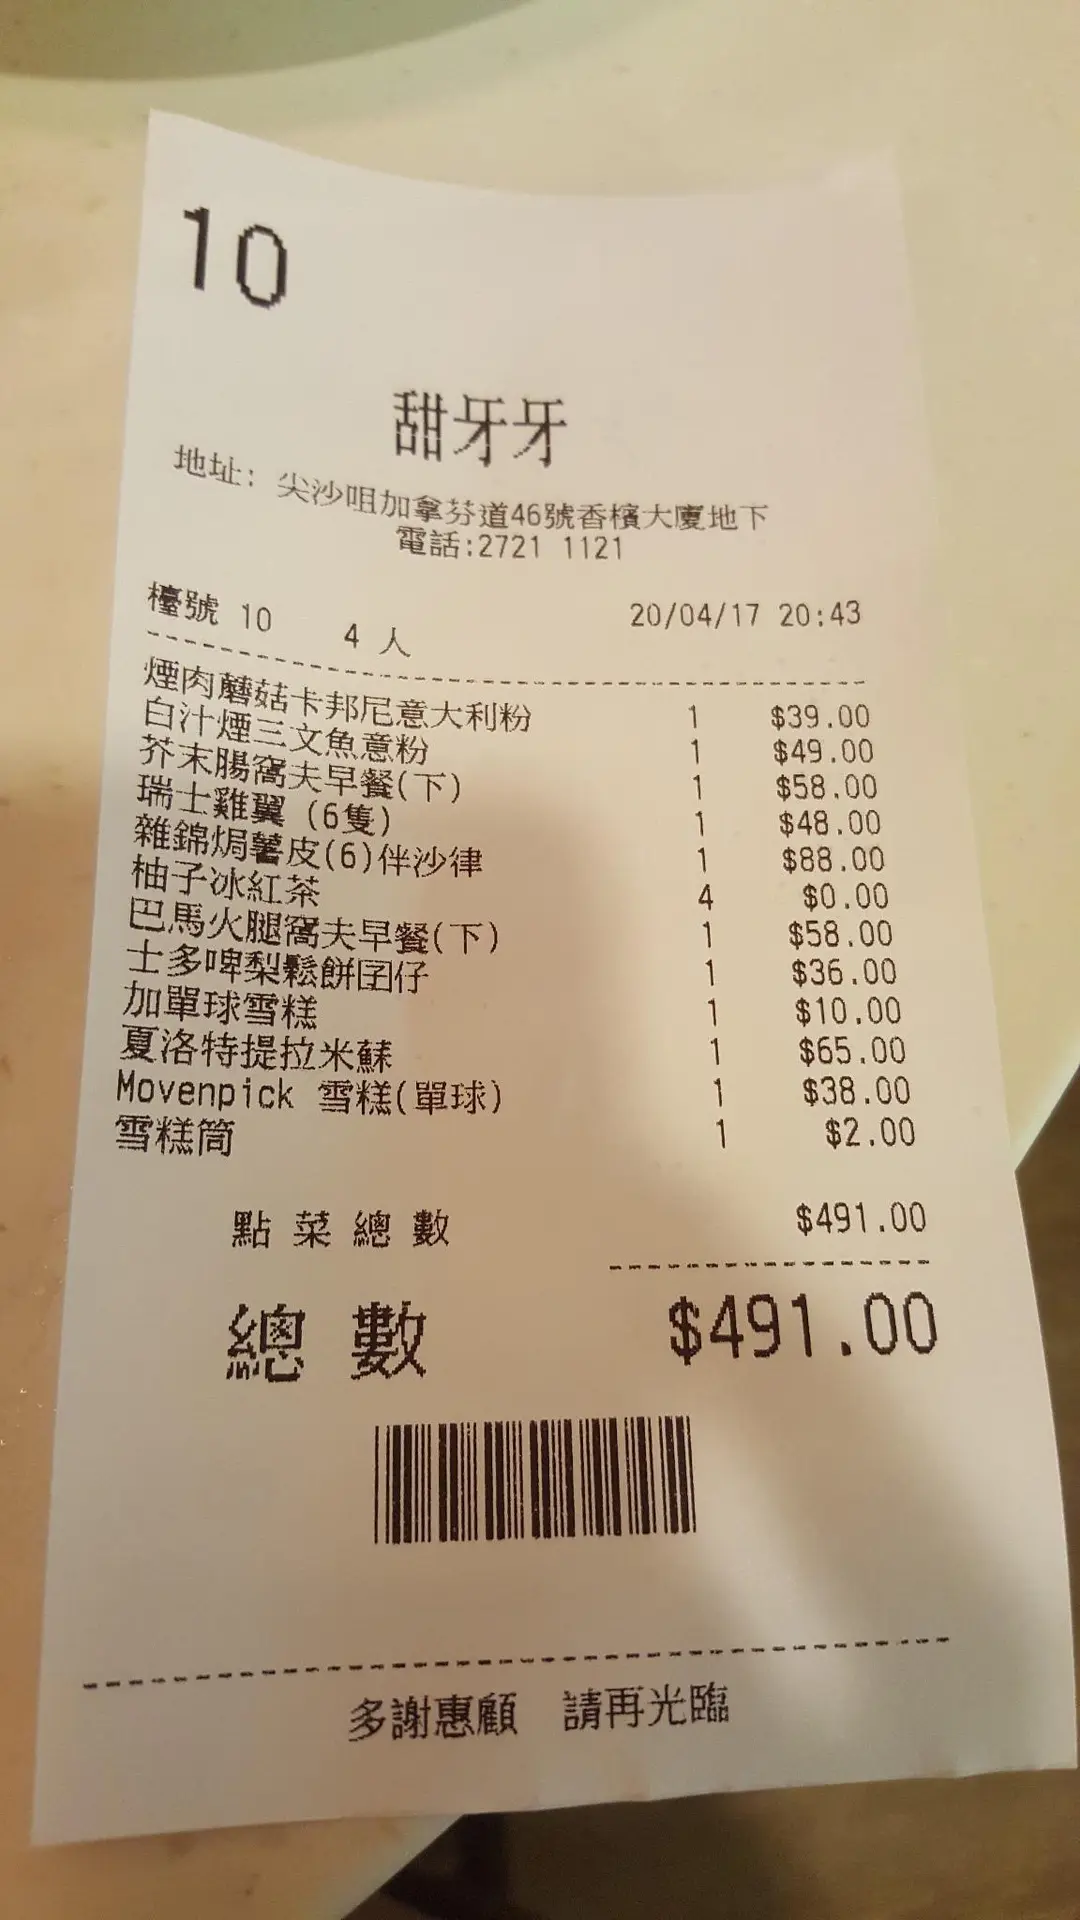 10
甜牙牙
地址: 尖沙咀加拿芬道46號香檳大廈地下
電話:2721 1121
檯號 10 4 人 20/04/17 20:43
煙肉蘑菇卡邦尼意大利粉 1 $39.00
白汁煙三文魚意粉 1 $49.00
芥末腸窩夫早餐(下) 1 $58.00
瑞士雞翼 (6隻) 1 $48.00
雜錦焗薯皮(6)伴沙律 1 $88.00
柚子冰紅茶 4 $0.00
巴馬火腿窩夫早餐(下) 1 $58.00
士多啤梨鬆餅囝仔 1 $36.00
加單球雪糕 1 $10.00
夏洛特提拉米蘇 1 $65.00
Movenpick 雪糕(單球) 1 $38.00
雪糕筒 1 $2.00
點菜總數 $491.00
總數 $491.00
多謝惠顧 請再光臨